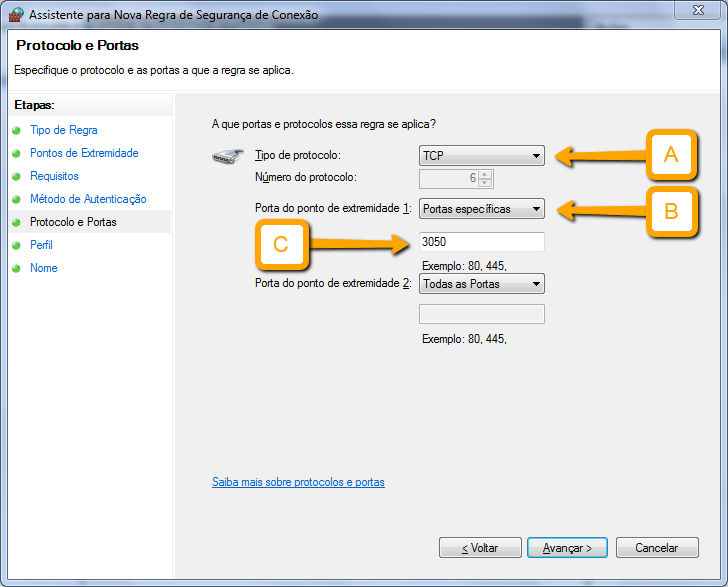 Assistente para Nova Regra de Segurança de Conexão
Protocolo e Portas
Especifique o protocolo e as portas a que a regra se aplica.
Etapas:
Tipo de Regra
Pontos de Extremidade
Requisitos
Método de Autenticação
Protocolo e Portas
Perfil
Nome
A que portas e protocolos essa regra se aplica?
Tipo de protocolo: TCP
A
Número do protocolo: 6
Porta do ponto de extremidade 1: Portas específicas
B
C
3050
Exemplo: 80, 445,
Porta do ponto de extremidade 2: Todas as Portas
Exemplo: 80, 445,
Saiba mais sobre protocolos e portas
< Voltar Avançar > Cancelar